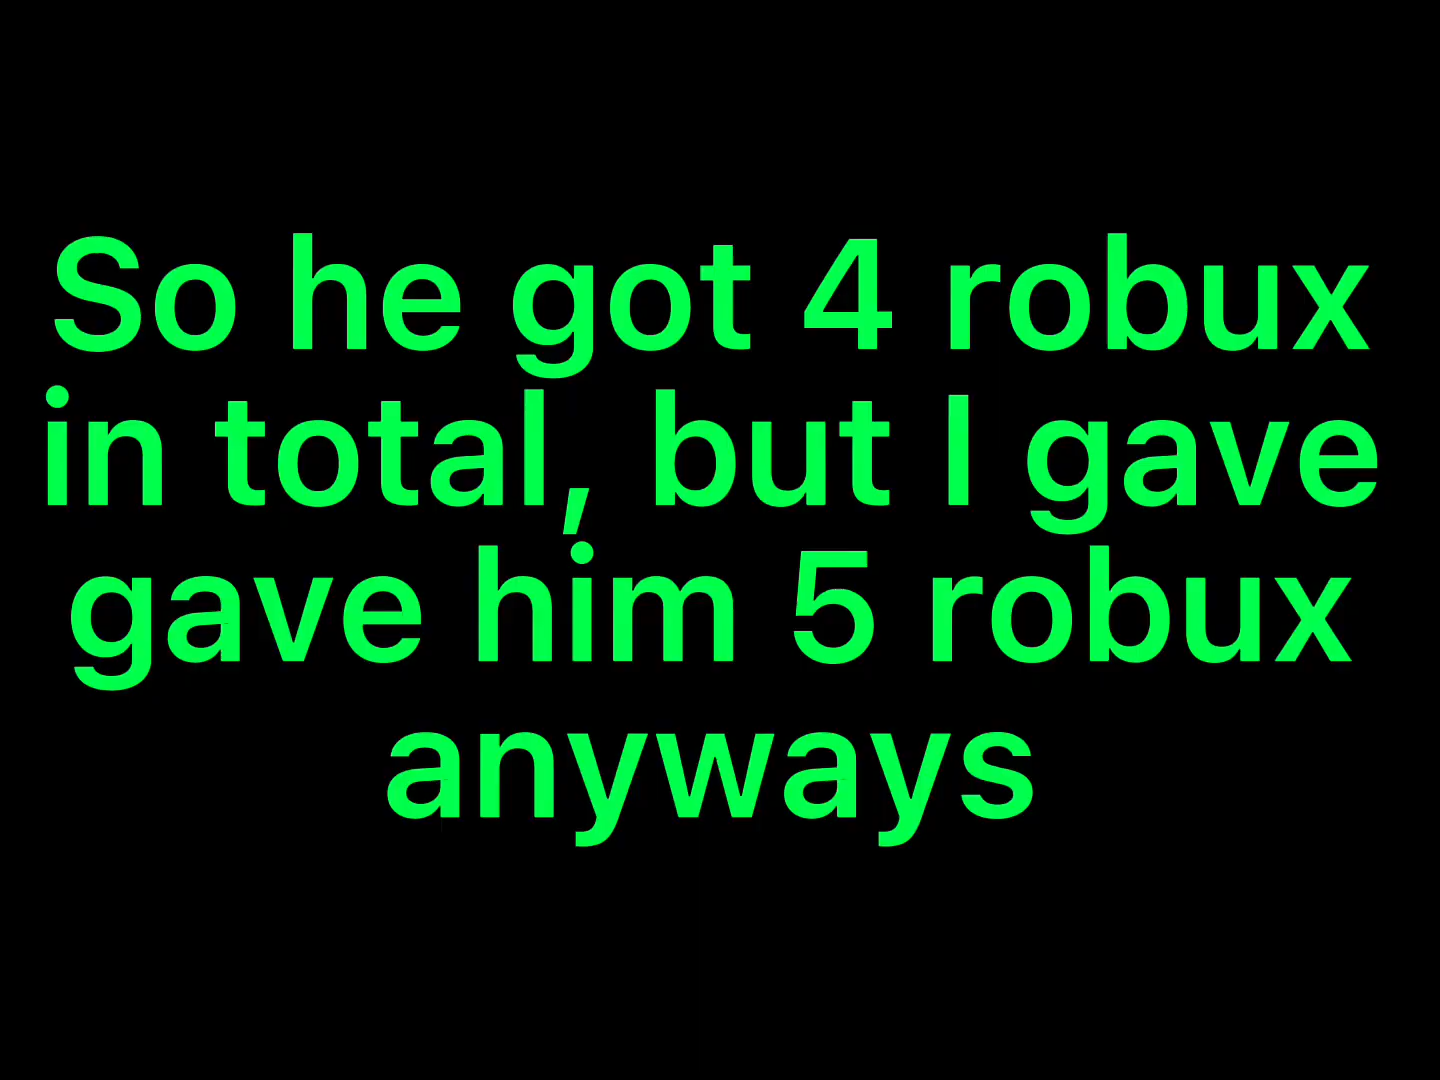 So he got 4 robux
in total, but I gave
gave him 5 robux
anyways